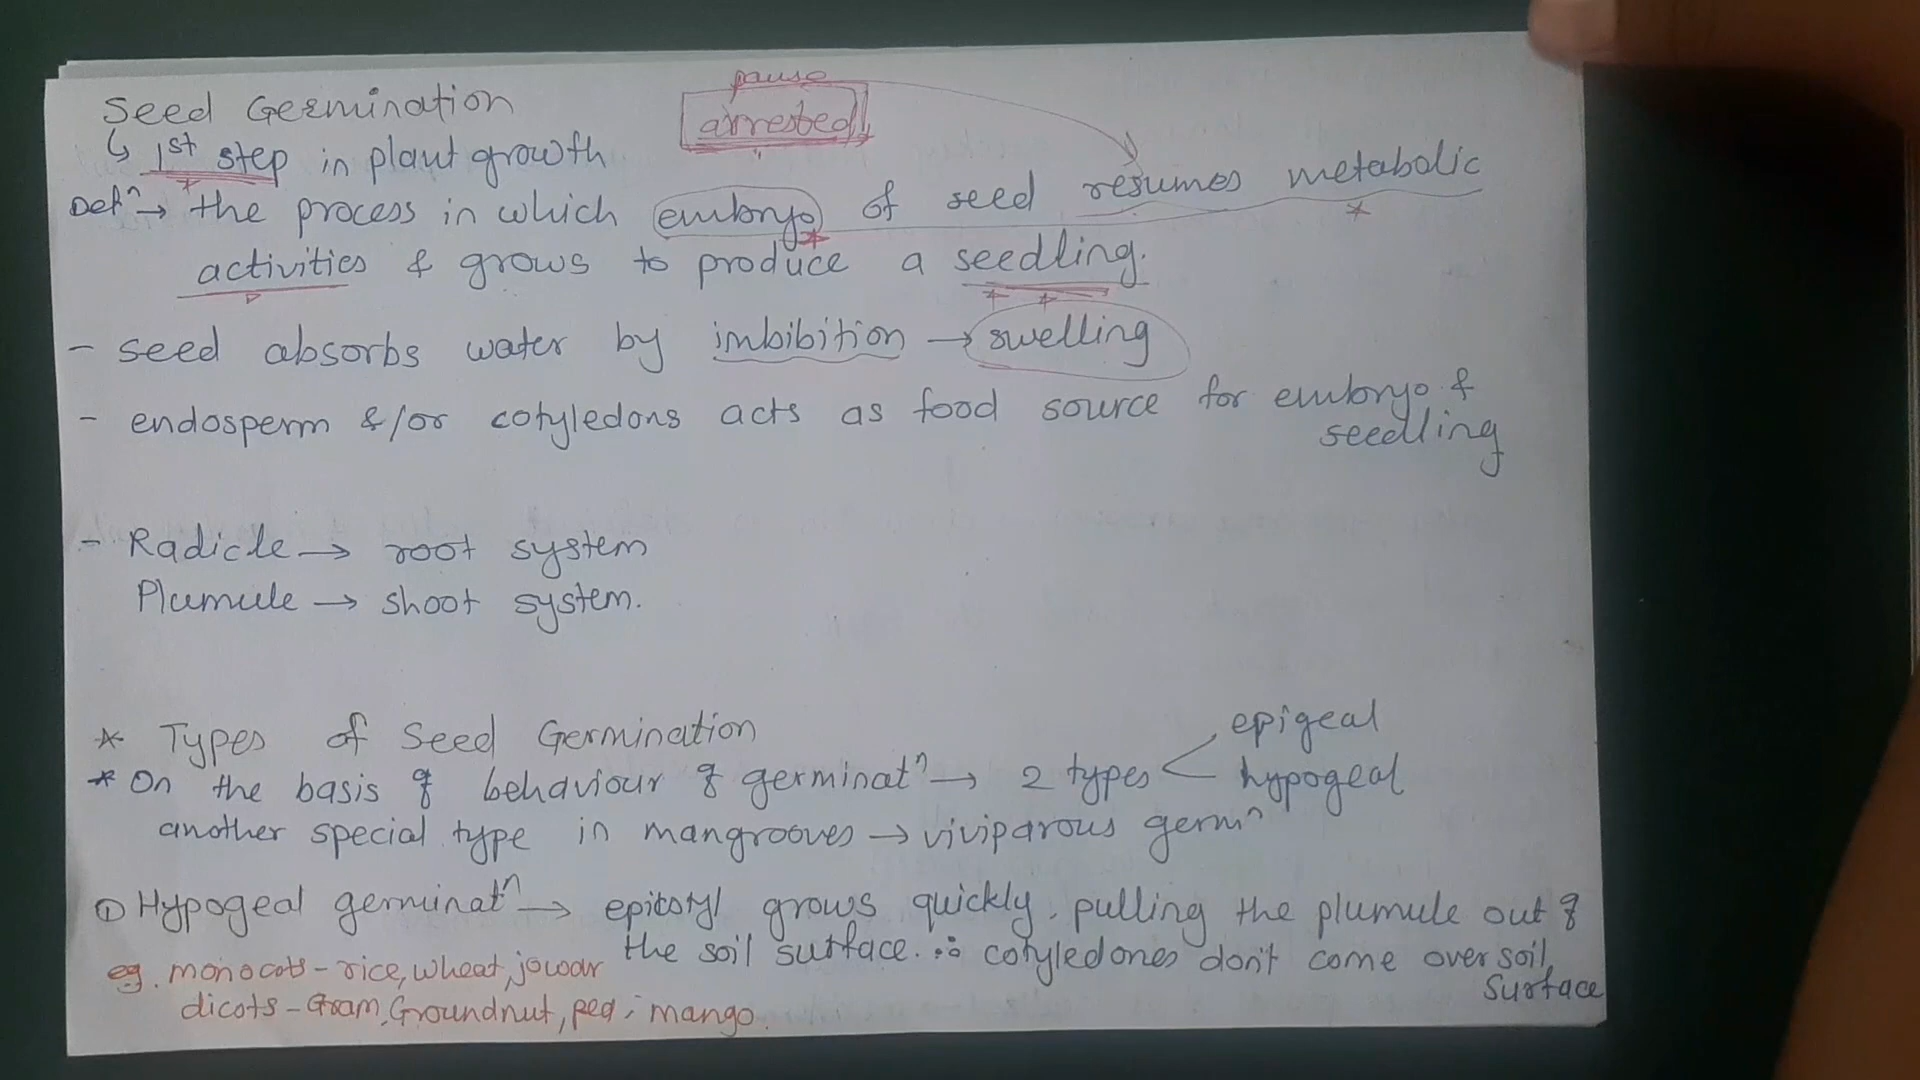 pause
Seed Germination
arrested
↳ 1st step in plant growth
Defn → the process in which embryo of seed resumes metabolic
activities & grows to produce a seedling.
- seed absorbs water by imbibition → swelling
- endosperm &/or cotyledons acts as food source for embryo &
seedling
- Radicle → root system
Plumule → shoot system.
* Types of Seed Germination
* On the basis of behaviour of germinatn → 2 types < epigeal
hypogeal
another special type in mangrooves → viviparous germn
① Hypogeal germinatn → epicotyl grows quickly, pulling the plumule out of
the soil surface. ∴ cotyledones don't come over soil
surface
eg. monocots - rice, wheat, jowar
dicots - Gram, Groundnut, pea, mango.